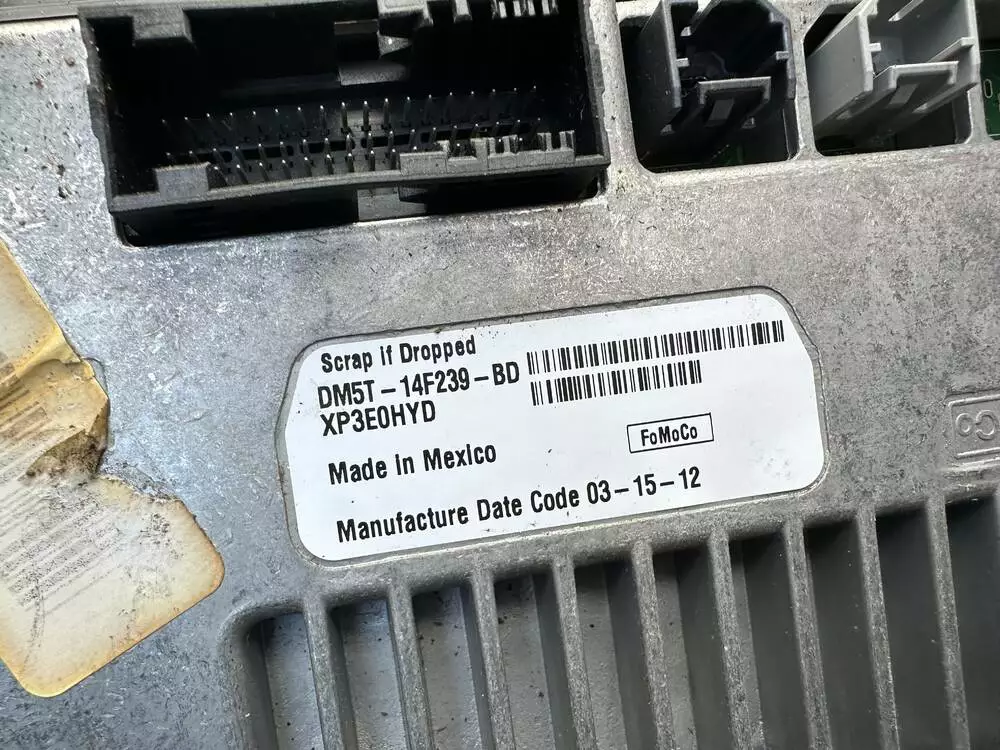 Scrap if Dropped
DM5T-14F239-BD
XP3E0HYD
FoMoCo
Made in Mexico
Manufacture Date Code 03-15-12